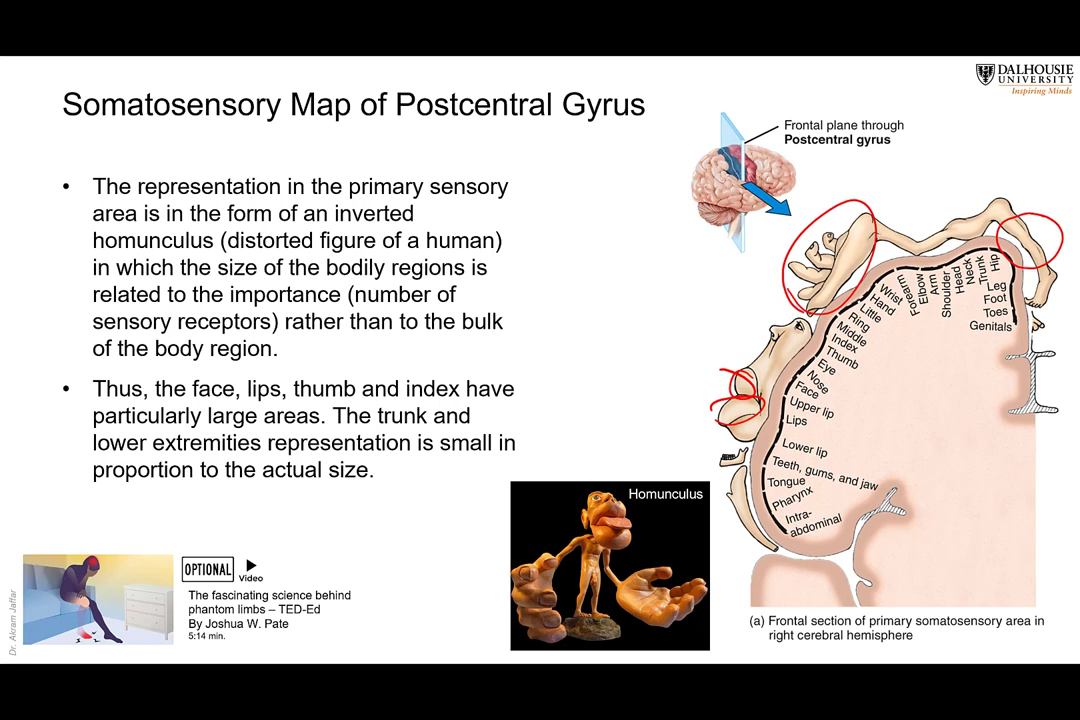 DALHOUSIE
UNIVERSITY
Inspiring Minds
Somatosensory Map of Postcentral Gyrus
• The representation in the primary sensory
area is in the form of an inverted
homunculus (distorted figure of a human)
in which the size of the bodily regions is
related to the importance (number of
sensory receptors) rather than to the bulk
of the body region.
• Thus, the face, lips, thumb and index have
particularly large areas. The trunk and
lower extremities representation is small in
proportion to the actual size.
Frontal plane through
Postcentral gyrus
Hip
Trunk
Neck
Head
Shoulder
Arm
Elbow
Forearm
Wrist
Hand
Little
Ring
Middle
Index
Thumb
Eye
Nose
Face
Upper lip
Lips
Lower lip
Teeth, gums, and jaw
Tongue
Pharynx
Intra-
abdominal
Leg
Foot
Toes
Genitals
(a) Frontal section of primary somatosensory area in
right cerebral hemisphere
Homunculus
OPTIONAL
Video
The fascinating science behind
phantom limbs – TED-Ed
By Joshua W. Pate
5:14 min.
Dr. Akram Jaffar